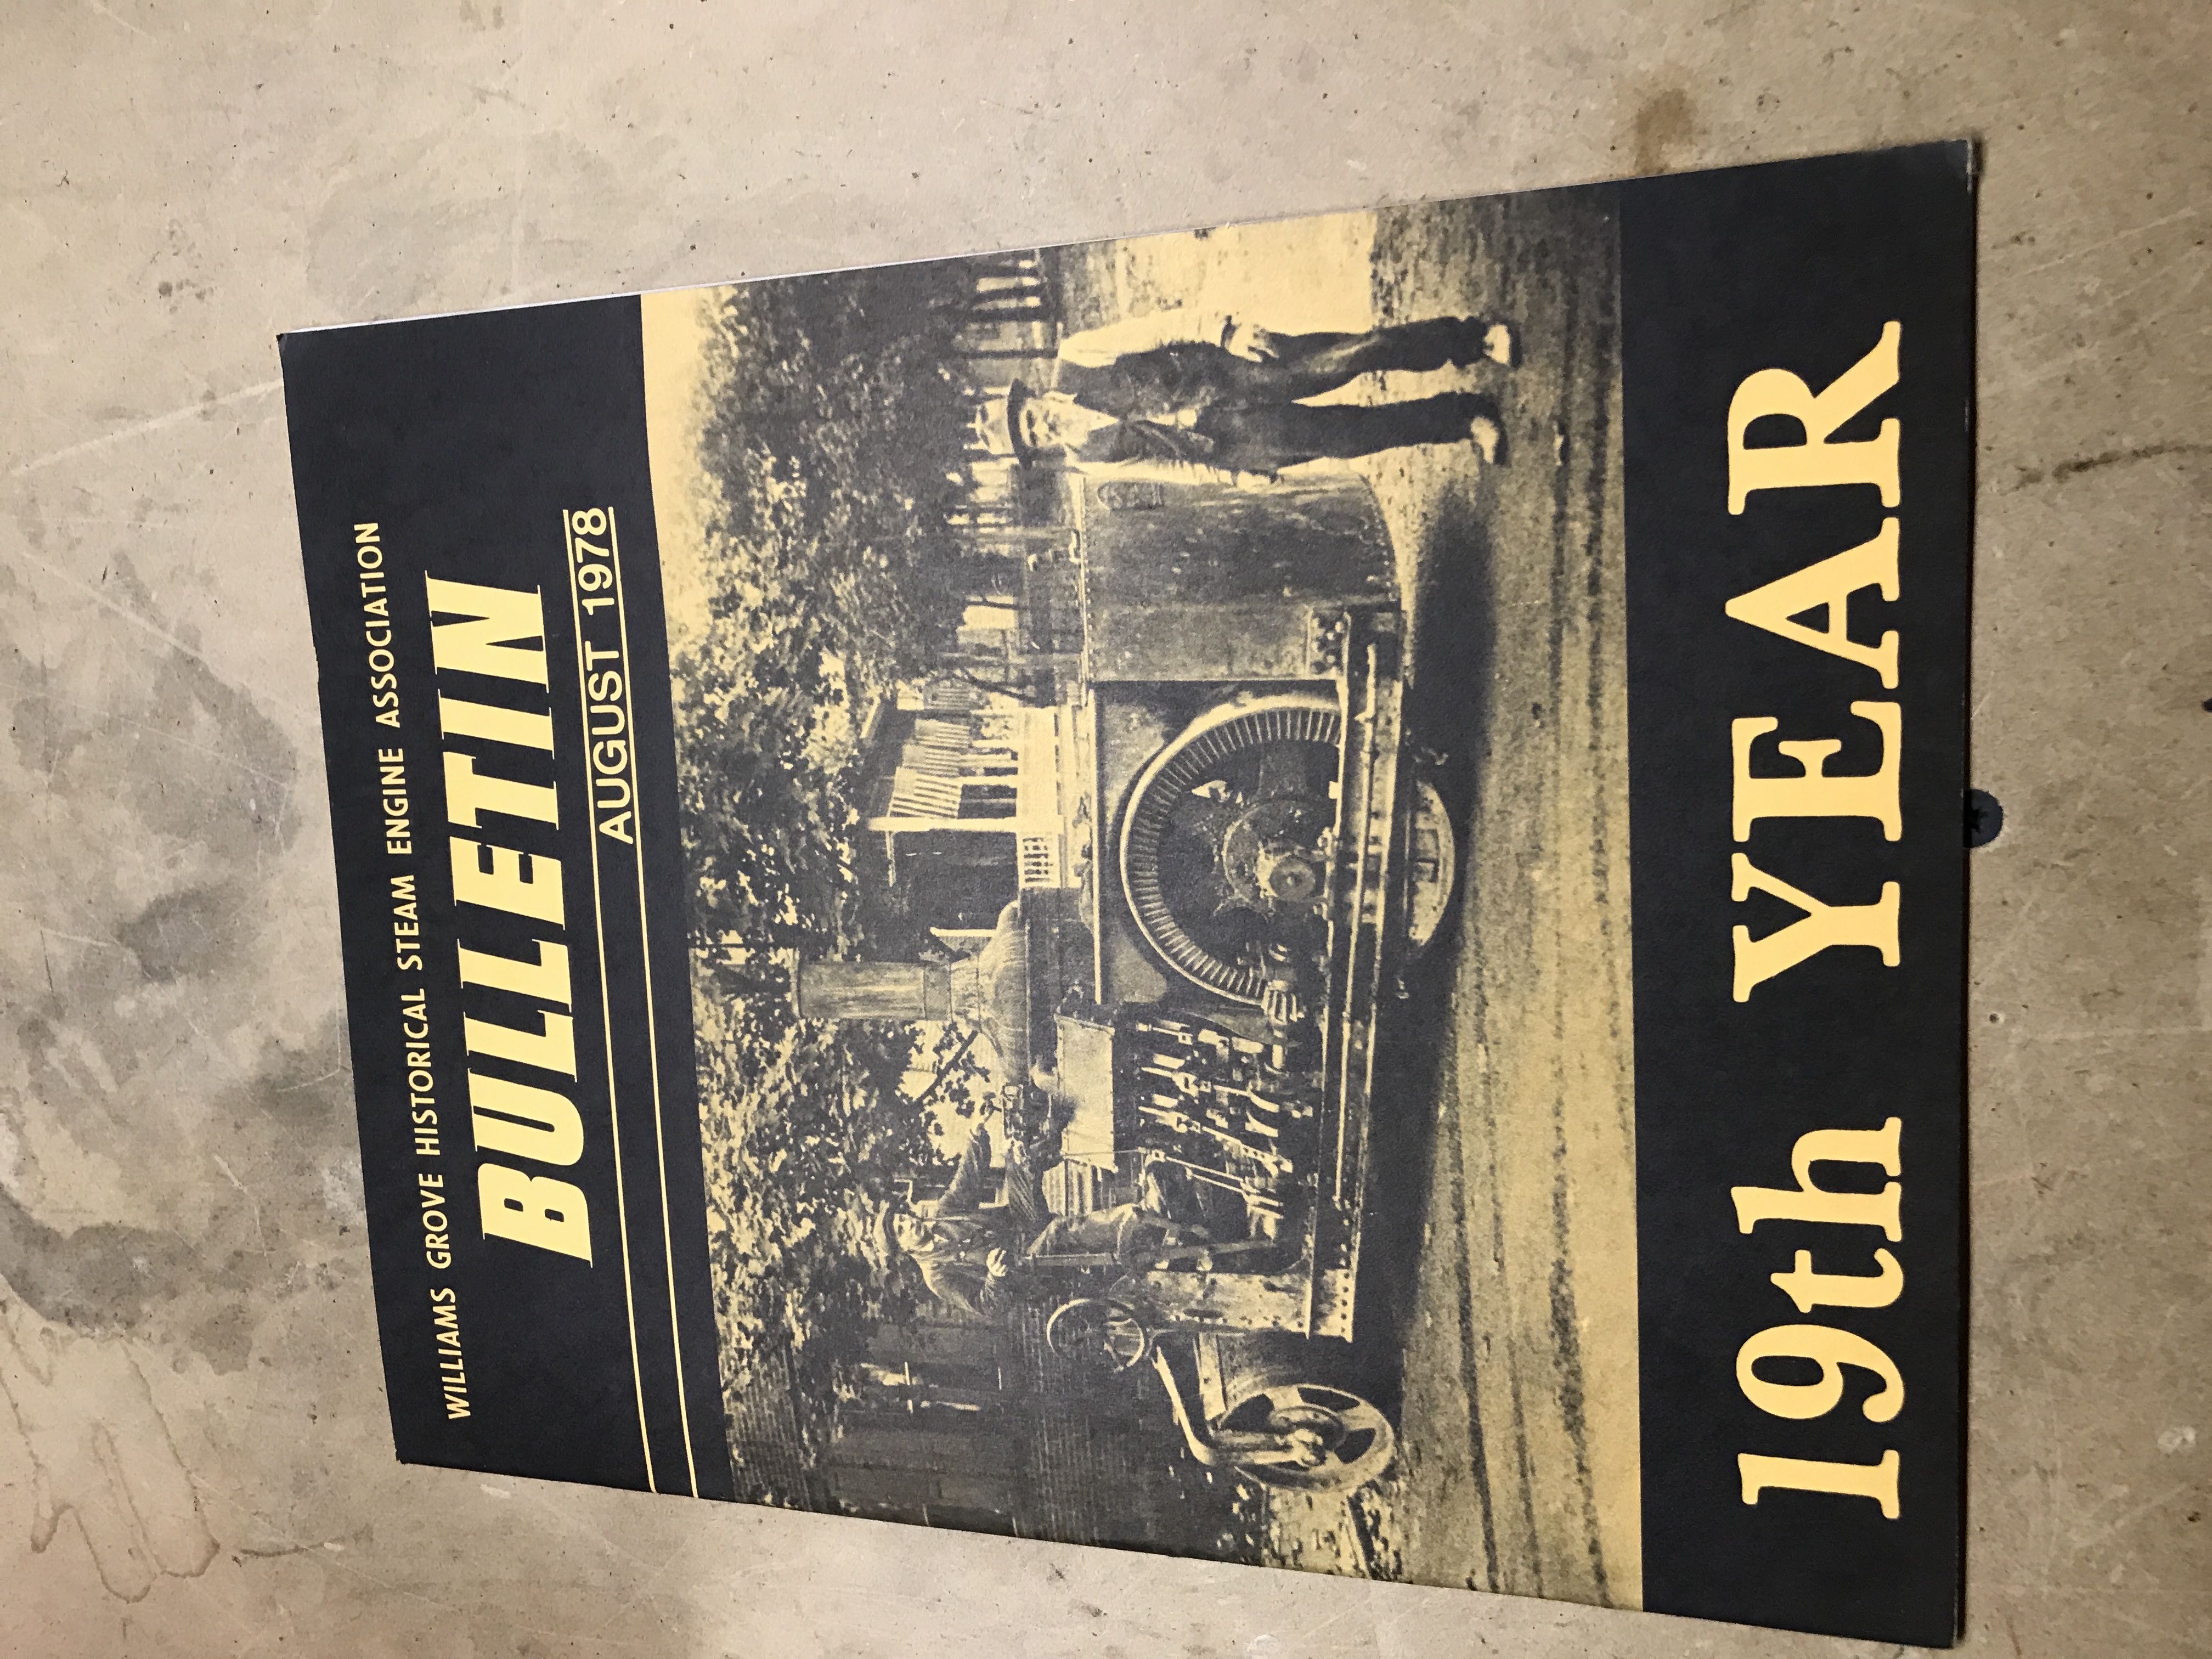 WILLIAMS GROVE HISTORICAL STEAM ENGINE ASSOCIATION
BULLETIN
AUGUST 1978
19th YEAR